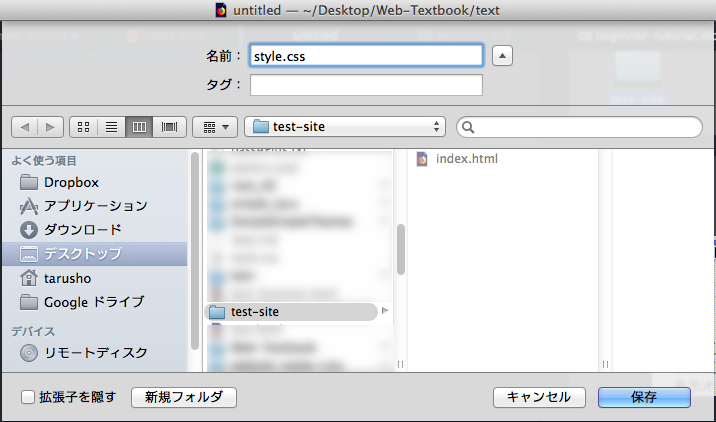 untitled — ~/Desktop/Web-Textbook/text
名前： style.css
タグ：
test-site
よく使う項目
Dropbox
アプリケーション
ダウンロード
デスクトップ
tarusho
Google ドライブ
デバイス
リモートディスク
test-site
index.html
拡張子を隠す
新規フォルダ
キャンセル
保存